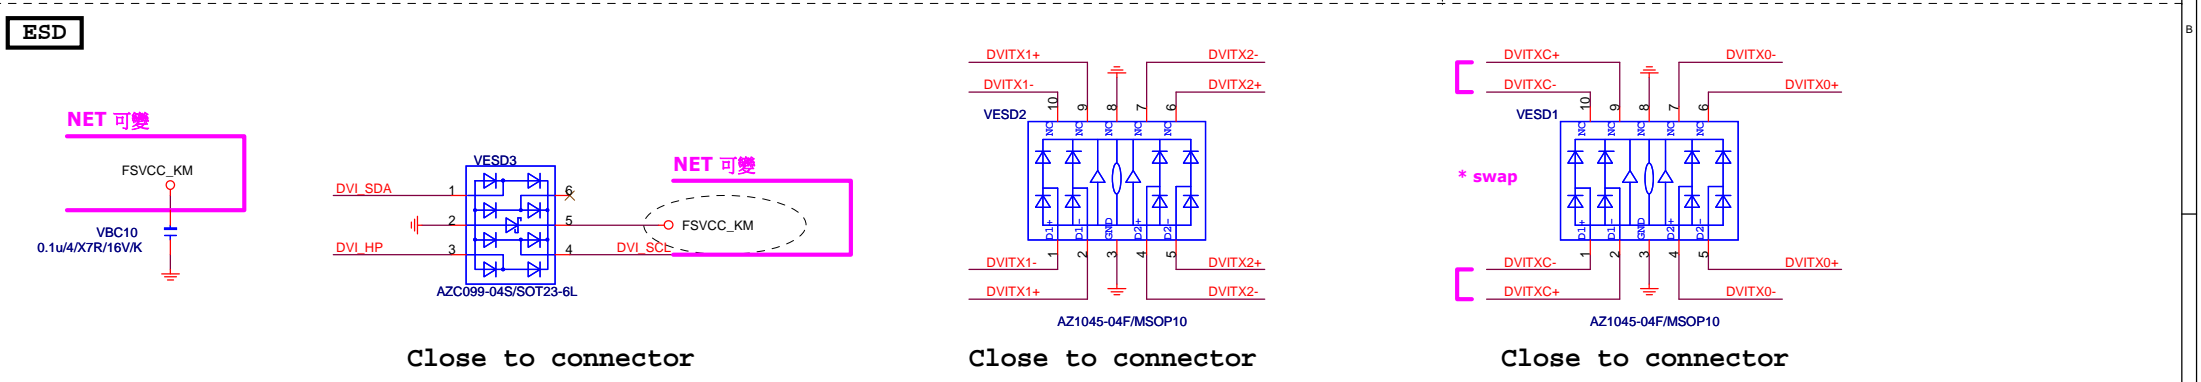 ESD
B
NET 可變
FSVCC_KM
VBC10
0.1u/4/X7R/16V/K
VESD3
DVI_SDA
1
6
2
5
DVI_HP
3
4
DVI_SCL
AZC099-04S/SOT23-6L
NET 可變
FSVCC_KM
Close to connector
DVITX1+
DVITX2-
DVITX1-
DVITX2+
VESD2
10
9
8
7
6
NC
NC
NC
NC
D1+
D1-
GND
D2+
D2-
1
2
3
4
5
DVITX1-
DVITX2+
DVITX1+
DVITX2-
AZ1045-04F/MSOP10
Close to connector
DVITXC+
DVITX0-
DVITXC-
DVITX0+
VESD1
10
9
8
7
6
NC
NC
NC
NC
* swap
D1+
D1-
GND
D2+
D2-
1
2
3
4
5
DVITXC-
DVITX0+
DVITXC+
DVITX0-
AZ1045-04F/MSOP10
Close to connector